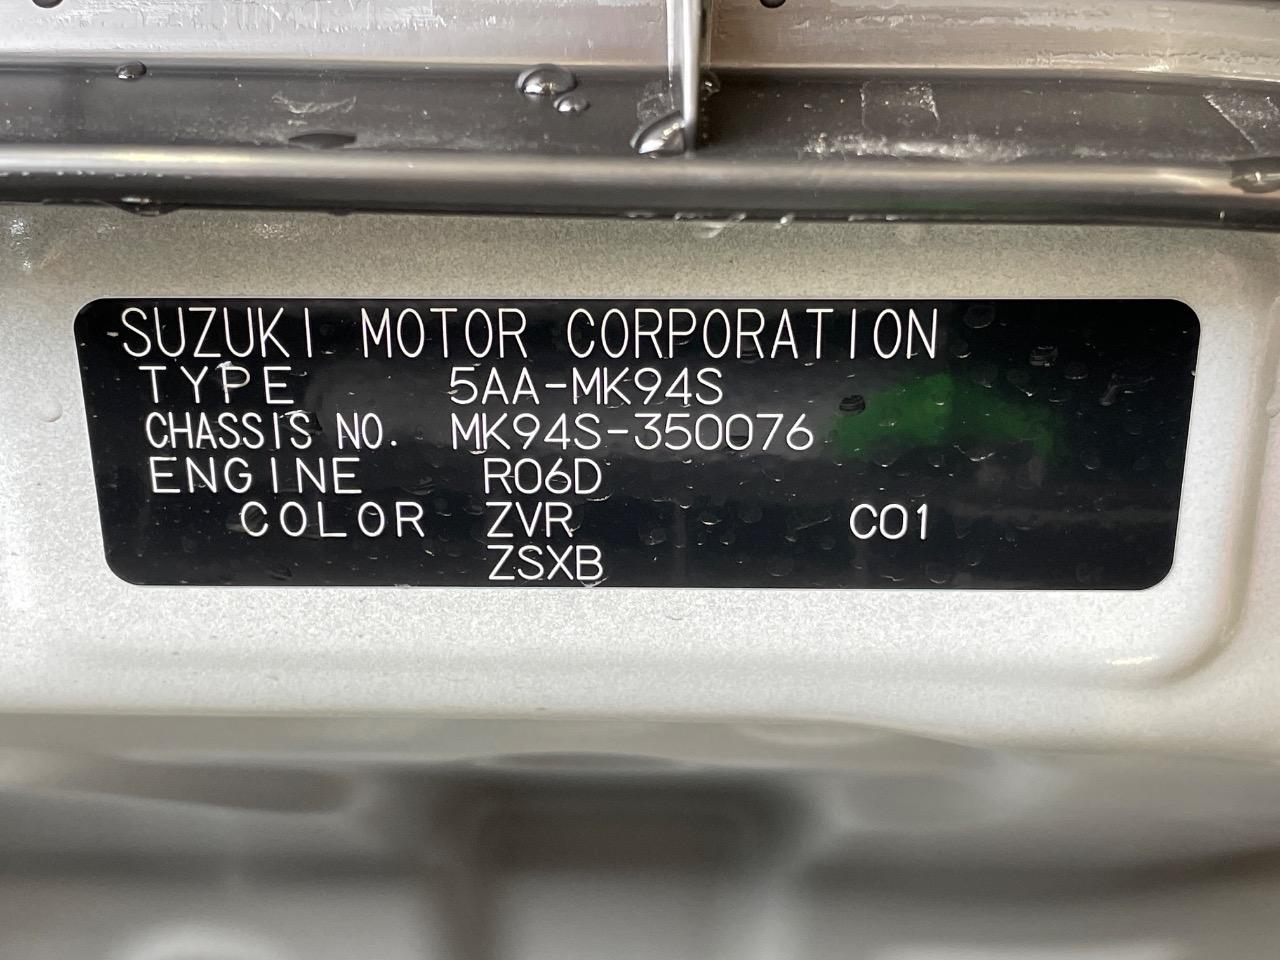 SUZUKI MOTOR CORPORATION
TYPE 5AA-MK94S
CHASSIS NO. MK94S-350076
ENGINE R06D
COLOR ZVR C01
ZSXB